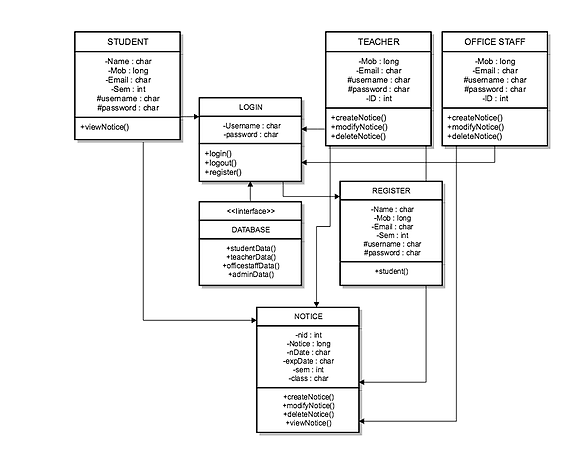 STUDENT
-Name : char
-Mob : long
-Email : char
-Sem : int
#username : char
#password : char
+viewNotice()
TEACHER
-Mob : long
-Email : char
#username : char
#password : char
-ID : int
+createNotice()
+modifyNotice()
+deleteNotice()
OFFICE STAFF
-Mob : long
-Email : char
#username : char
#password : char
-ID : int
+createNotice()
+modifyNotice()
+deleteNotice()
LOGIN
-Username : char
-password : char
+login()
+logout()
+register()
REGISTER
-Name : char
-Mob : long
-Email : char
-Sem : int
#username : char
#password : char
+student()
<<Iinterface>>
DATABASE
+studentData()
+teacherData()
+officestaffData()
+adminData()
NOTICE
-nid : int
-Notice : long
-nDate : char
-expDate : char
-sem : int
-class : char
+createNotice()
+modifyNotice()
+deleteNotice()
+viewNotice()